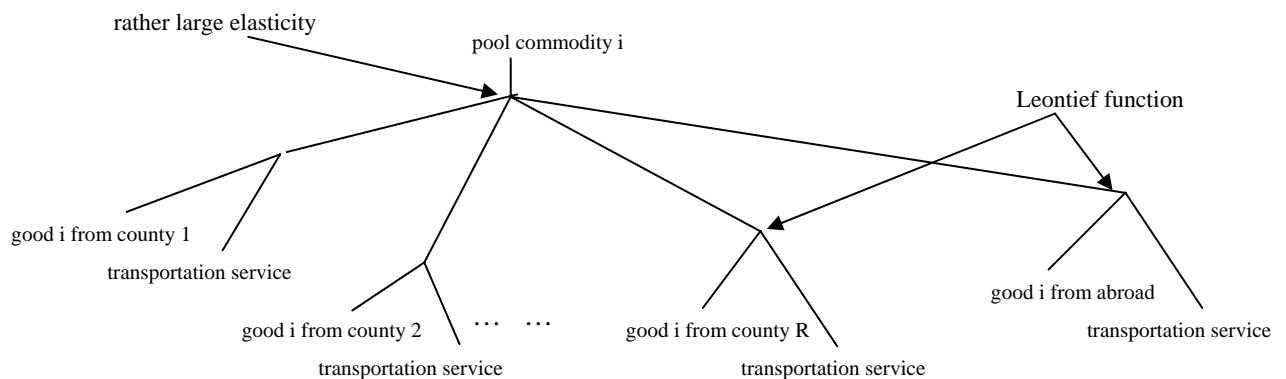 rather large elasticity
pool commodity i
Leontief function
good i from county 1
transportation service
good i from county 2
transportation service
… …
good i from county R
transportation service
good i from abroad
transportation service